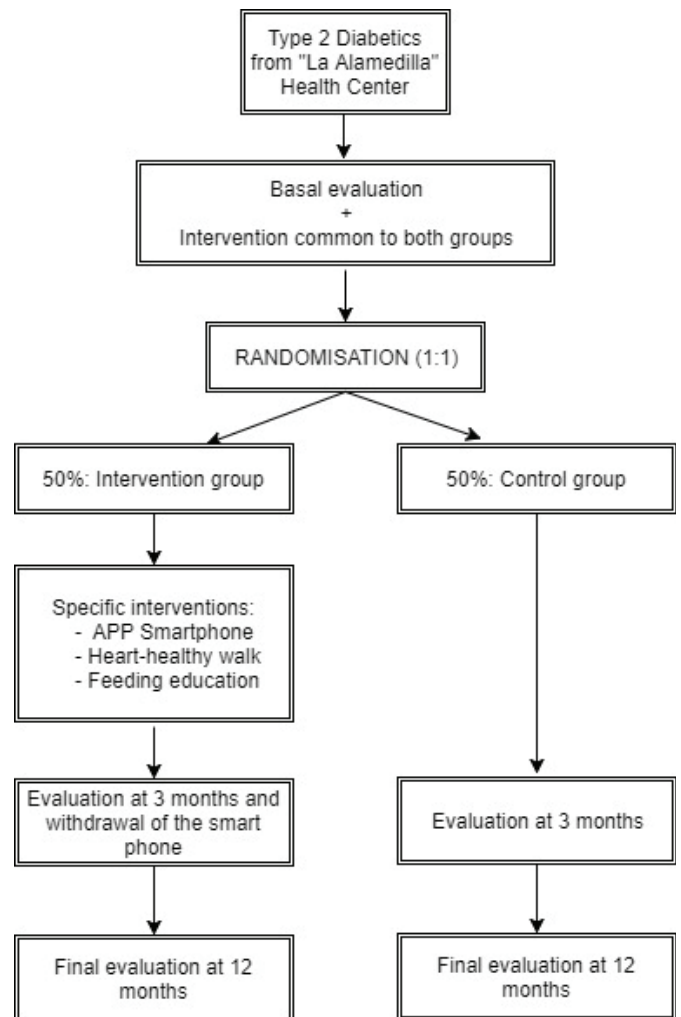 Type 2 Diabetics
from "La Alamedilla"
Health Center
Basal evaluation
+
Intervention common to both groups
RANDOMISATION (1:1)
50%: Intervention group
50%: Control group
Specific interventions:
- APP Smartphone
- Heart-healthy walk
- Feeding education
Evaluation at 3 months and
withdrawal of the smart
phone
Evaluation at 3 months
Final evaluation at 12
months
Final evaluation at 12
months